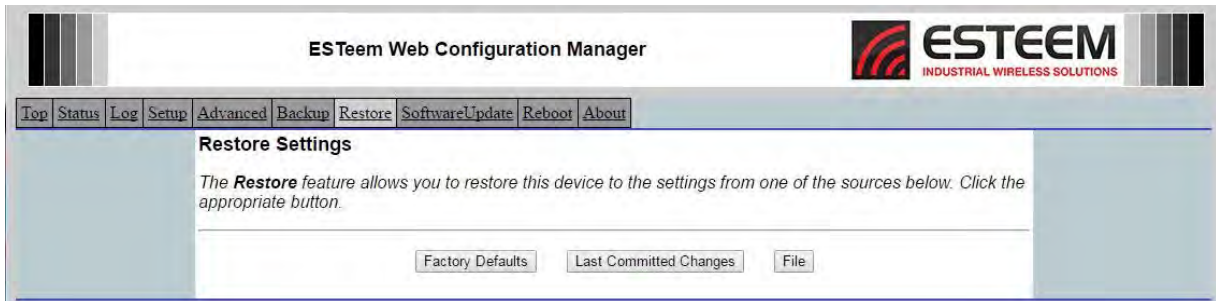 ESTeem Web Configuration Manager
ESTEEM
INDUSTRIAL WIRELESS SOLUTIONS
Top Status Log Setup Advanced Backup Restore SoftwareUpdate Reboot About
Restore Settings
The Restore feature allows you to restore this device to the settings from one of the sources below. Click the
appropriate button.
Factory Defaults Last Committed Changes File